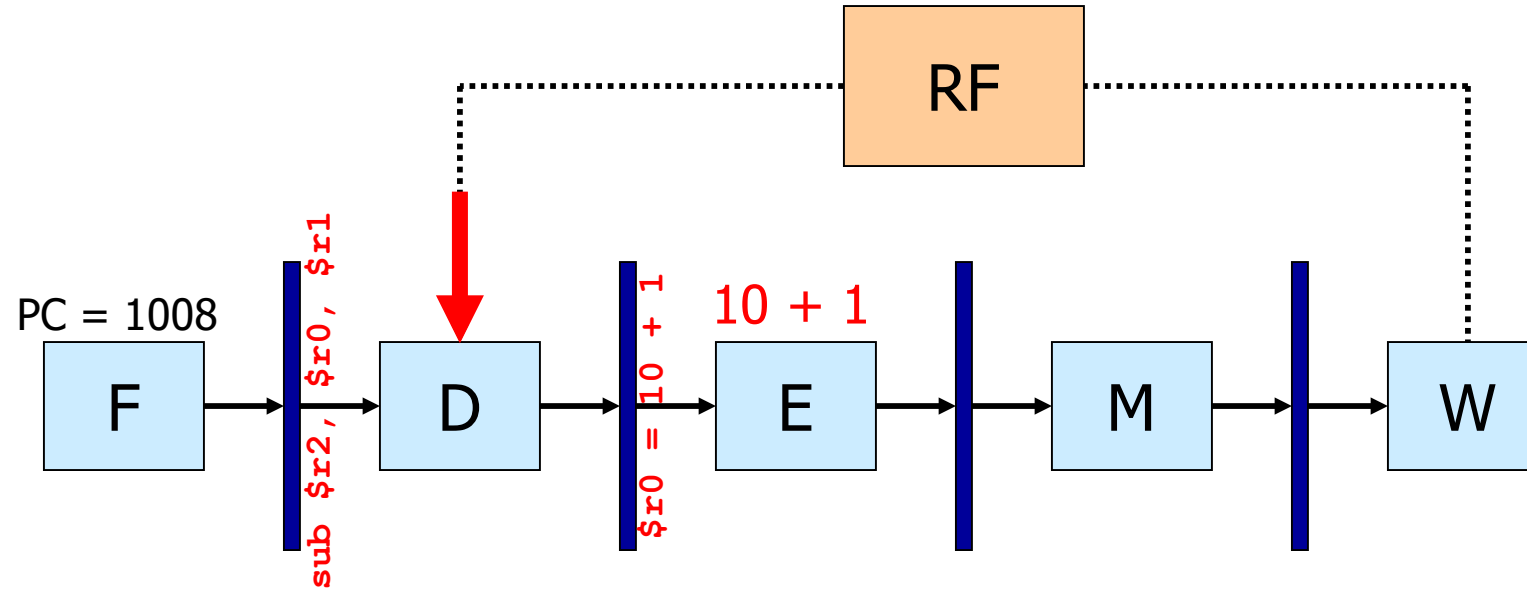 RF
PC = 1008
F
sub $r2, $r0, $r1
D
$r0 = 10 + 1
10 + 1
E
M
W